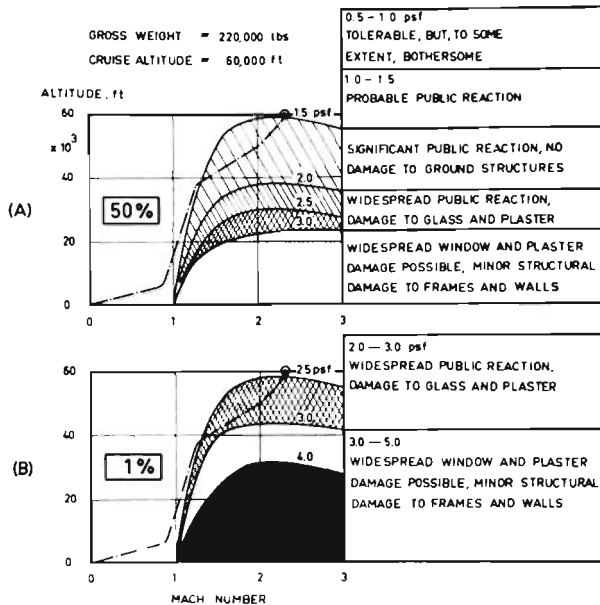 GROSS WEIGHT = 220,000 lbs
CRUISE ALTITUDE = 60,000 ft
0.5 – 1.0 psf
TOLERABLE, BUT, TO SOME
EXTENT, BOTHERSOME
1.0 – 1.5
PROBABLE PUBLIC REACTION
SIGNIFICANT PUBLIC REACTION, NO
DAMAGE TO GROUND STRUCTURES
WIDESPREAD PUBLIC REACTION,
DAMAGE TO GLASS AND PLASTER
WIDESPREAD WINDOW AND PLASTER
DAMAGE POSSIBLE, MINOR STRUCTURAL
DAMAGE TO FRAMES AND WALLS
ALTITUDE, ft
60
x 10³
40
20
0
(A)
50%
1.5 psf
2.0
2.5
3.0
0 1 2 3
2.0 — 3.0 psf
WIDESPREAD PUBLIC REACTION,
DAMAGE TO GLASS AND PLASTER
3.0 — 5.0
WIDESPREAD WINDOW AND PLASTER
DAMAGE POSSIBLE, MINOR STRUCTURAL
DAMAGE TO FRAMES AND WALLS
60
40
20
0
(B)
1%
2.5 psf
3.0
4.0
0 1 2 3
MACH NUMBER